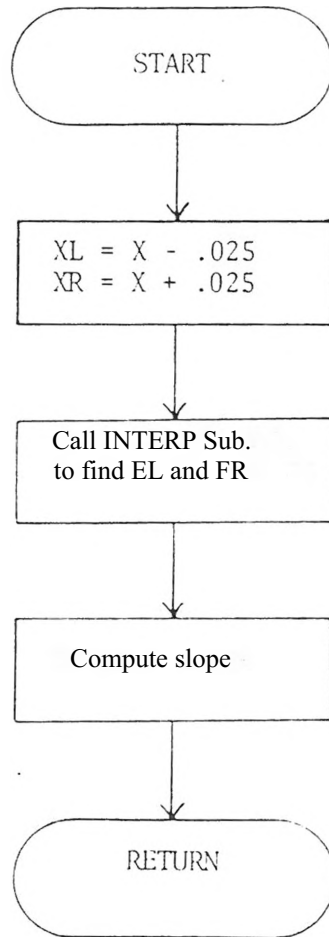 START
XL = X - .025
XR = X + .025
Call INTERP Sub.
to find EL and FR
Compute slope
RETURN